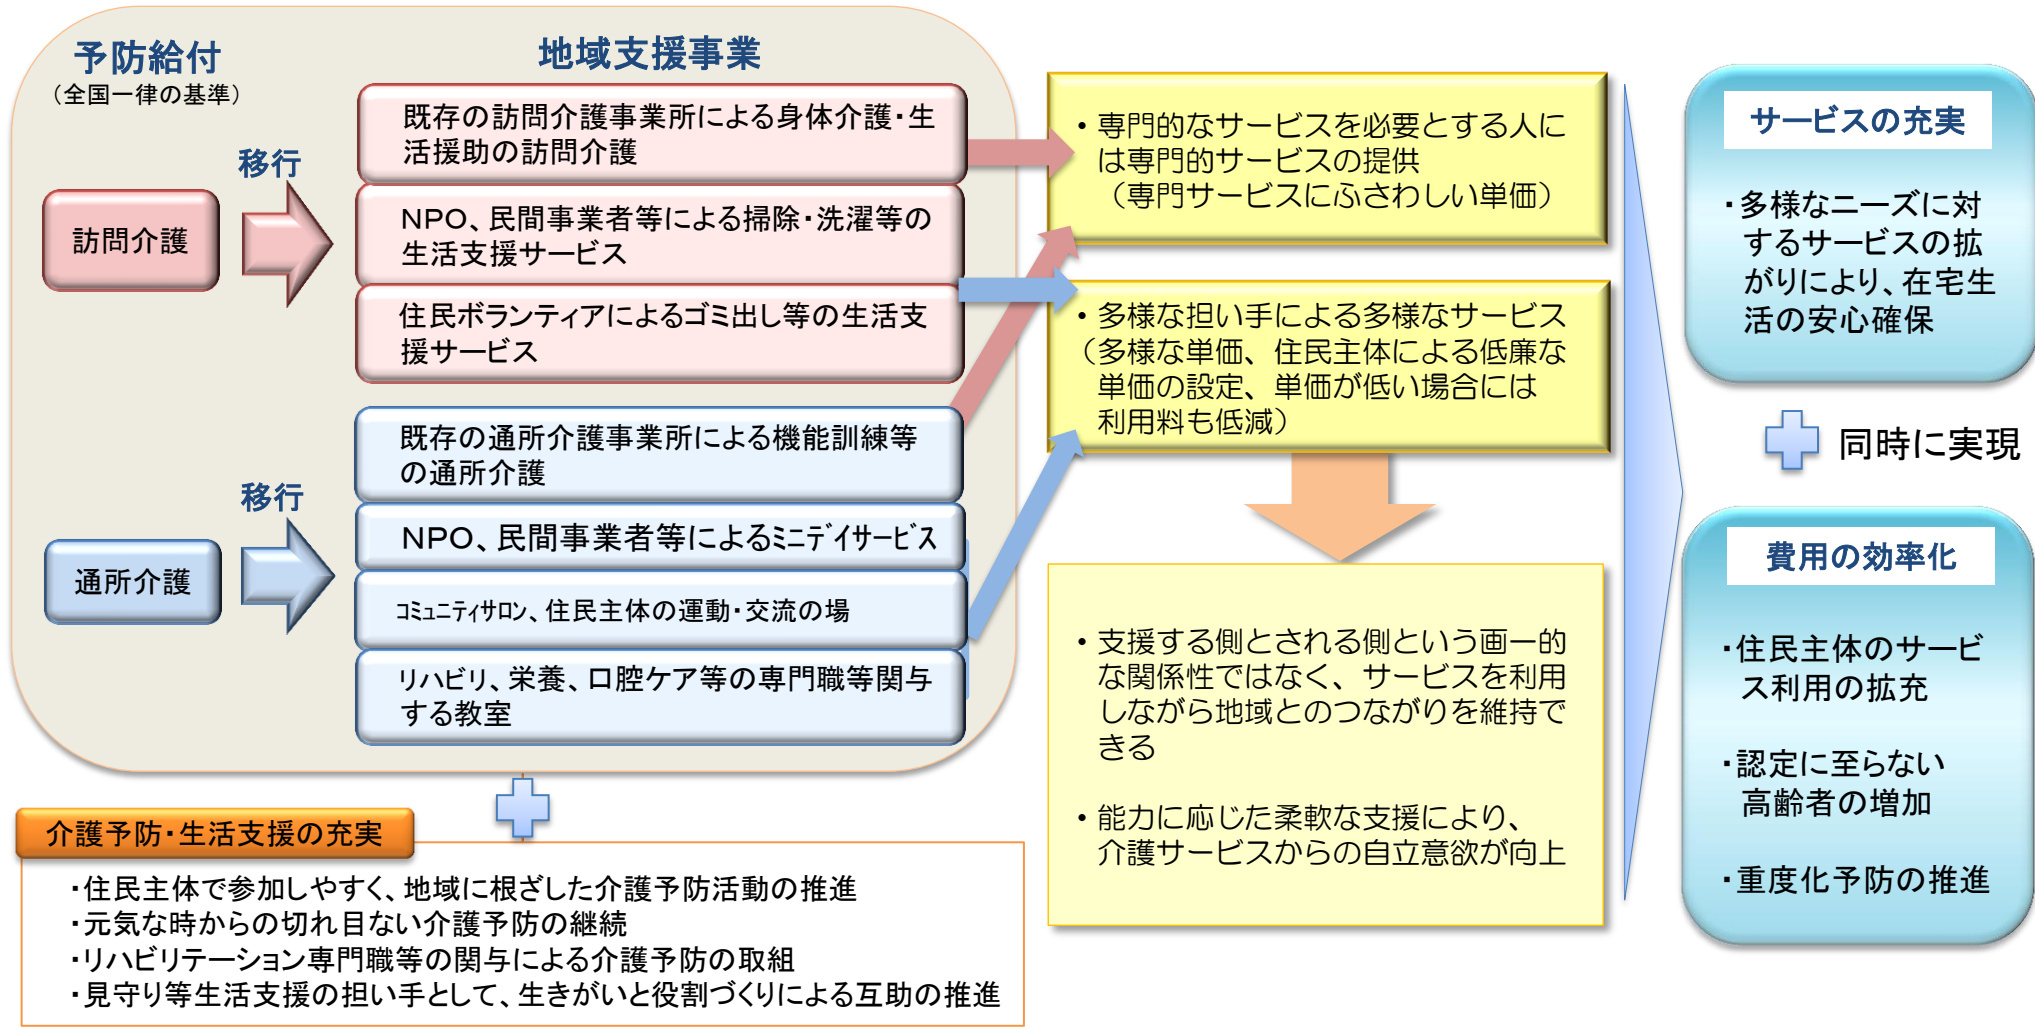 予防給付
（全国一律の基準）
地域支援事業
移行
訪問介護
既存の訪問介護事業所による身体介護・生
活援助の訪問介護
ＮＰＯ、民間事業者等による掃除・洗濯等の
生活支援サービス
住民ボランティアによるゴミ出し等の生活支
援サービス
移行
通所介護
既存の通所介護事業所による機能訓練等
の通所介護
ＮＰＯ、民間事業者等によるﾐﾆﾃﾞｲｻｰﾋﾞｽ
ｺﾐｭﾆﾃｨｻﾛﾝ、住民主体の運動・交流の場
リハビリ、栄養、口腔ケア等の専門職等関与
する教室
・専門的なサービスを必要とする人に
は専門的サービスの提供
（専門サービスにふさわしい単価）
・多様な担い手による多様なサービス
（多様な単価、住民主体による低廉な
単価の設定、単価が低い場合には
利用料も低減）
・支援する側とされる側という画一的
な関係性ではなく、サービスを利用
しながら地域とのつながりを維持で
きる
・能力に応じた柔軟な支援により、
介護サービスからの自立意欲が向上
サービスの充実
・多様なニーズに対
するサービスの拡
がりにより、在宅生
活の安心確保
同時に実現
費用の効率化
・住民主体のサービ
ス利用の拡充
・認定に至らない
高齢者の増加
・重度化予防の推進
介護予防・生活支援の充実
・住民主体で参加しやすく、地域に根ざした介護予防活動の推進
・元気な時からの切れ目ない介護予防の継続
・リハビリテーション専門職等の関与による介護予防の取組
・見守り等生活支援の担い手として、生きがいと役割づくりによる互助の推進